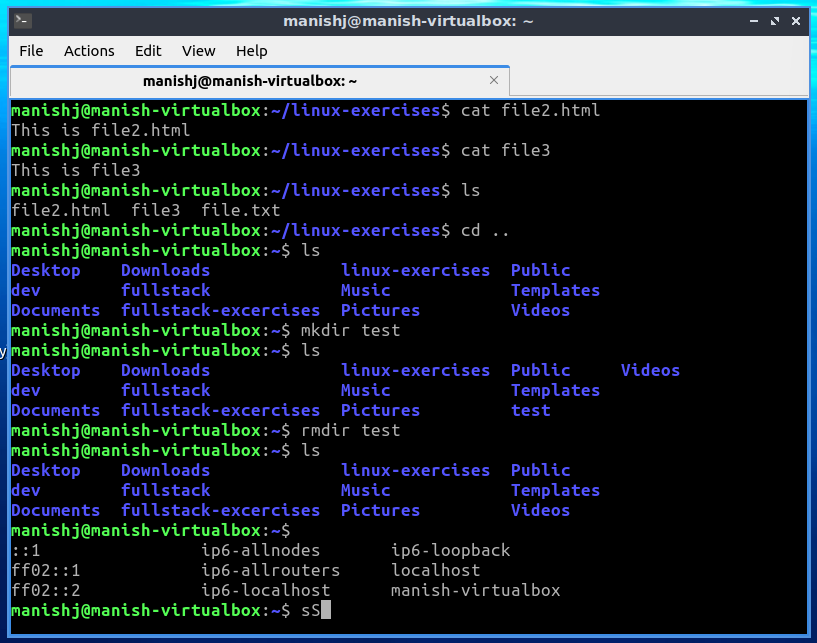 manishj@manish-virtualbox: ~
File Actions Edit View Help
manishj@manish-virtualbox: ~
manishj@manish-virtualbox:~/linux-exercises$ cat file2.html
This is file2.html
manishj@manish-virtualbox:~/linux-exercises$ cat file3
This is file3
manishj@manish-virtualbox:~/linux-exercises$ ls
file2.html file3 file.txt
manishj@manish-virtualbox:~/linux-exercises$ cd ..
manishj@manish-virtualbox:~$ ls
Desktop Downloads linux-exercises Public
dev fullstack Music Templates
Documents fullstack-excercises Pictures Videos
manishj@manish-virtualbox:~$ mkdir test
y manishj@manish-virtualbox:~$ ls
Desktop Downloads linux-exercises Public Videos
dev fullstack Music Templates
Documents fullstack-excercises Pictures test
manishj@manish-virtualbox:~$ rmdir test
manishj@manish-virtualbox:~$ ls
Desktop Downloads linux-exercises Public
dev fullstack Music Templates
Documents fullstack-excercises Pictures Videos
manishj@manish-virtualbox:~$
::1 ip6-allnodes ip6-loopback
ff02::1 ip6-allrouters localhost
ff02::2 ip6-localhost manish-virtualbox
manishj@manish-virtualbox:~$ sS